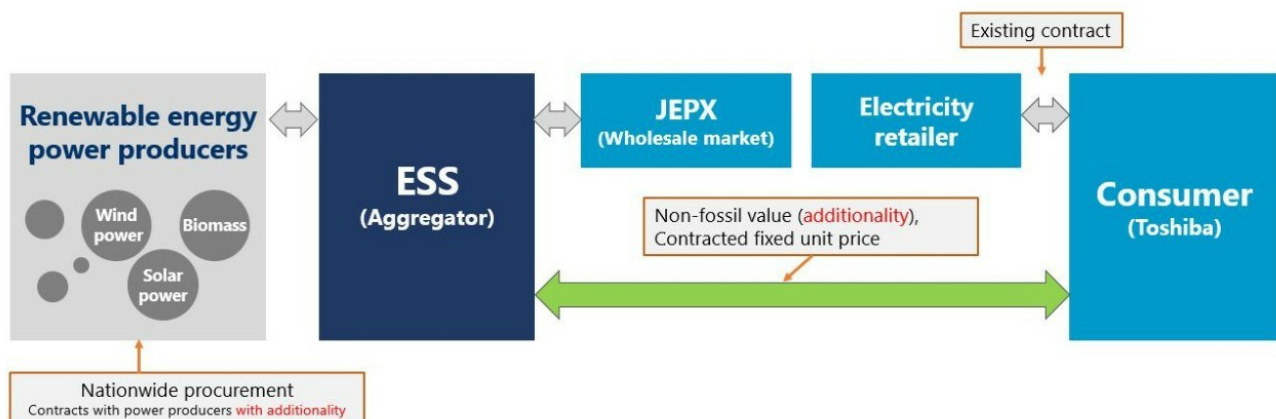 Existing contract
Renewable energy
power producers
Wind
power
Biomass
Solar
power
ESS
(Aggregator)
JEPX
(Wholesale market)
Electricity
retailer
Consumer
(Toshiba)
Non-fossil value (additionality),
Contracted fixed unit price
Nationwide procurement
Contracts with power producers with additionality